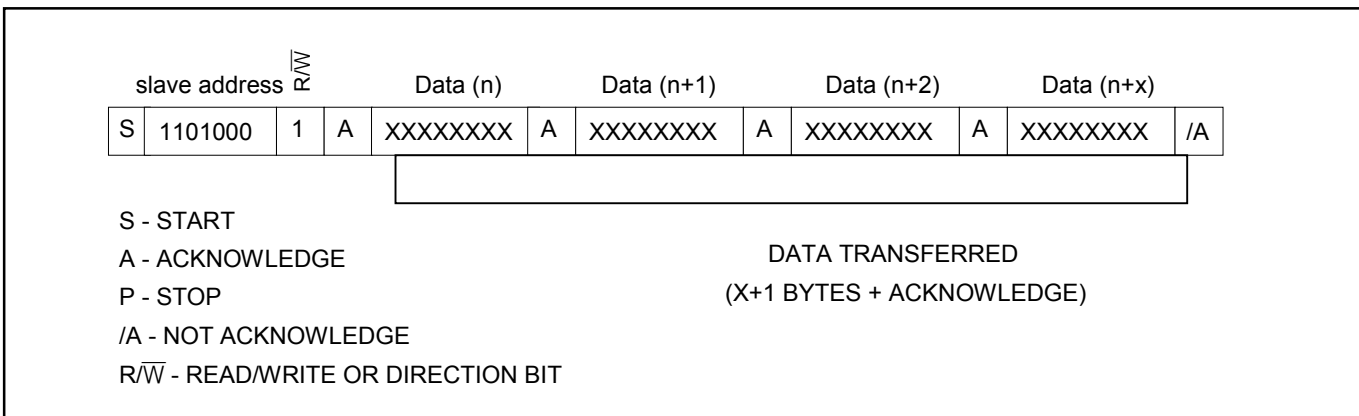 slave address R/W̅ Data (n) Data (n+1) Data (n+2) Data (n+x)
S 1101000 1 A XXXXXXXX A XXXXXXXX A XXXXXXXX A XXXXXXXX /A
S - START
A - ACKNOWLEDGE
P - STOP
/A - NOT ACKNOWLEDGE
R/W̅ - READ/WRITE OR DIRECTION BIT
DATA TRANSFERRED
(X+1 BYTES + ACKNOWLEDGE)